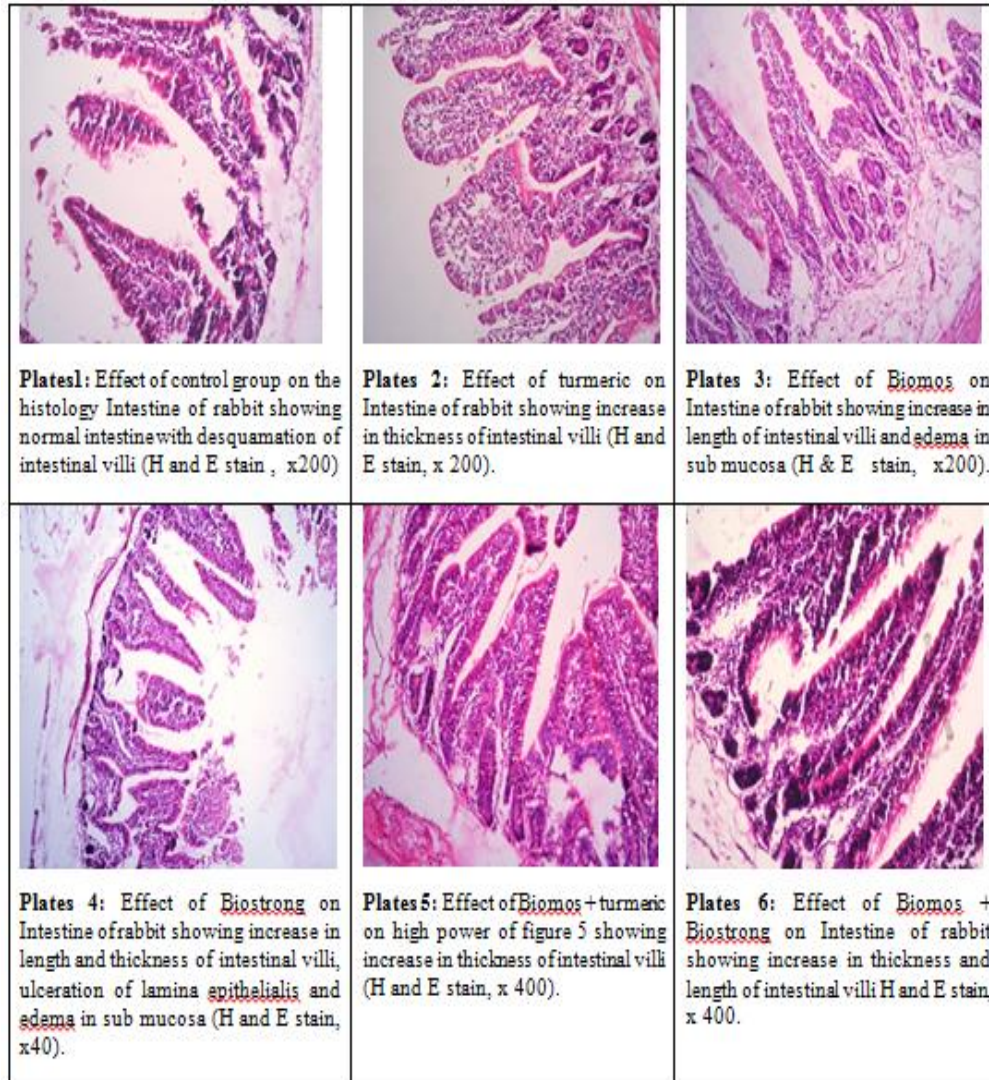 Plates1: Effect of control group on the
histology Intestine of rabbit showing
normal intestine with desquamation of
intestinal villi (H and E stain , x200)
Plates 2: Effect of turmeric on
Intestine of rabbit showing increase
in thickness of intestinal villi (H and
E stain, x 200).
Plates 3: Effect of Biomos on
Intestine of rabbit showing increase in
length of intestinal villi and edema in
sub mucosa (H & E stain, x200).
Plates 4: Effect of Biostrong on
Intestine of rabbit showing increase in
length and thickness of intestinal villi,
ulceration of lamina epithelialis and
edema in sub mucosa (H and E stain,
x40).
Plates 5: Effect of Biomos + turmeric
on high power of figure 5 showing
increase in thickness of intestinal villi
(H and E stain, x 400).
Plates 6: Effect of Biomos +
Biostrong on Intestine of rabbit
showing increase in thickness and
length of intestinal villi H and E stain,
x 400.